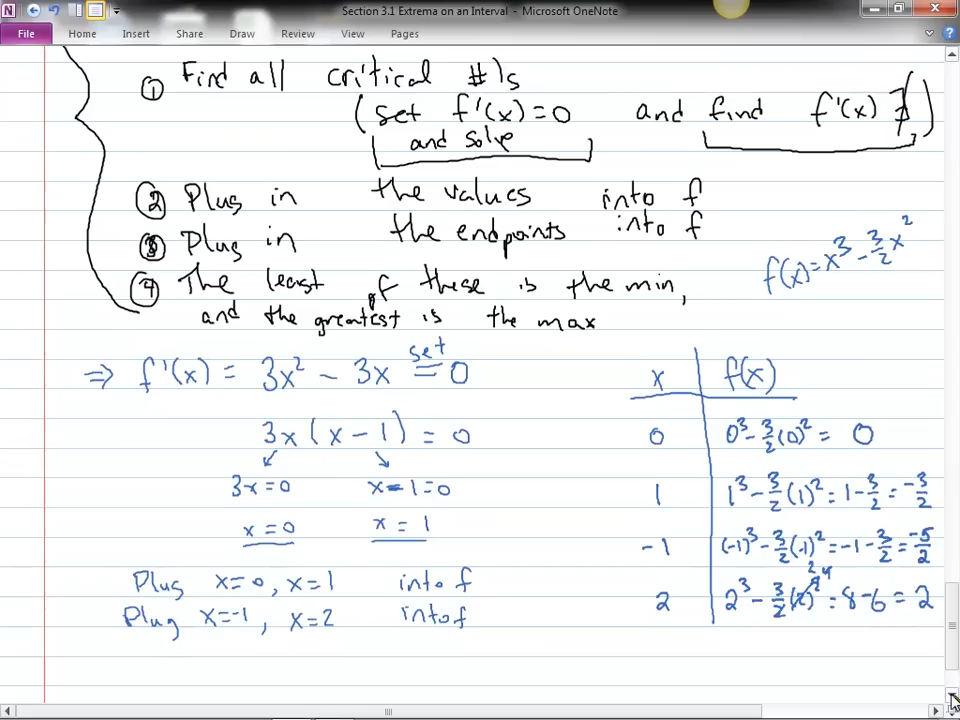 Section 3.1 Extrema on an Interval - Microsoft OneNote
File Home Insert Share Draw Review View Pages
① Find all critical #'s
(set f'(x)=0 and find f'(x) ∄)
and solve
② Plug in the values into f
③ Plug in the endpoints into f
f(x)=x³-3/2x²
④ The least of these is the min,
and the greatest is the max
⇒ f'(x) = 3x² - 3x set= 0
x f(x)
3x(x-1) = 0
0 0³-3/2(0)² = 0
3x=0 x-1=0
1 1³-3/2(1)²=1-3/2=-3/2
x=0 x=1
-1 (-1)³-3/2(-1)²=-1-3/2=-5/2
Plug x=0, x=1 into f
2 2³-3/2(2)²=8-6=2
Plug x=-1, x=2 into f